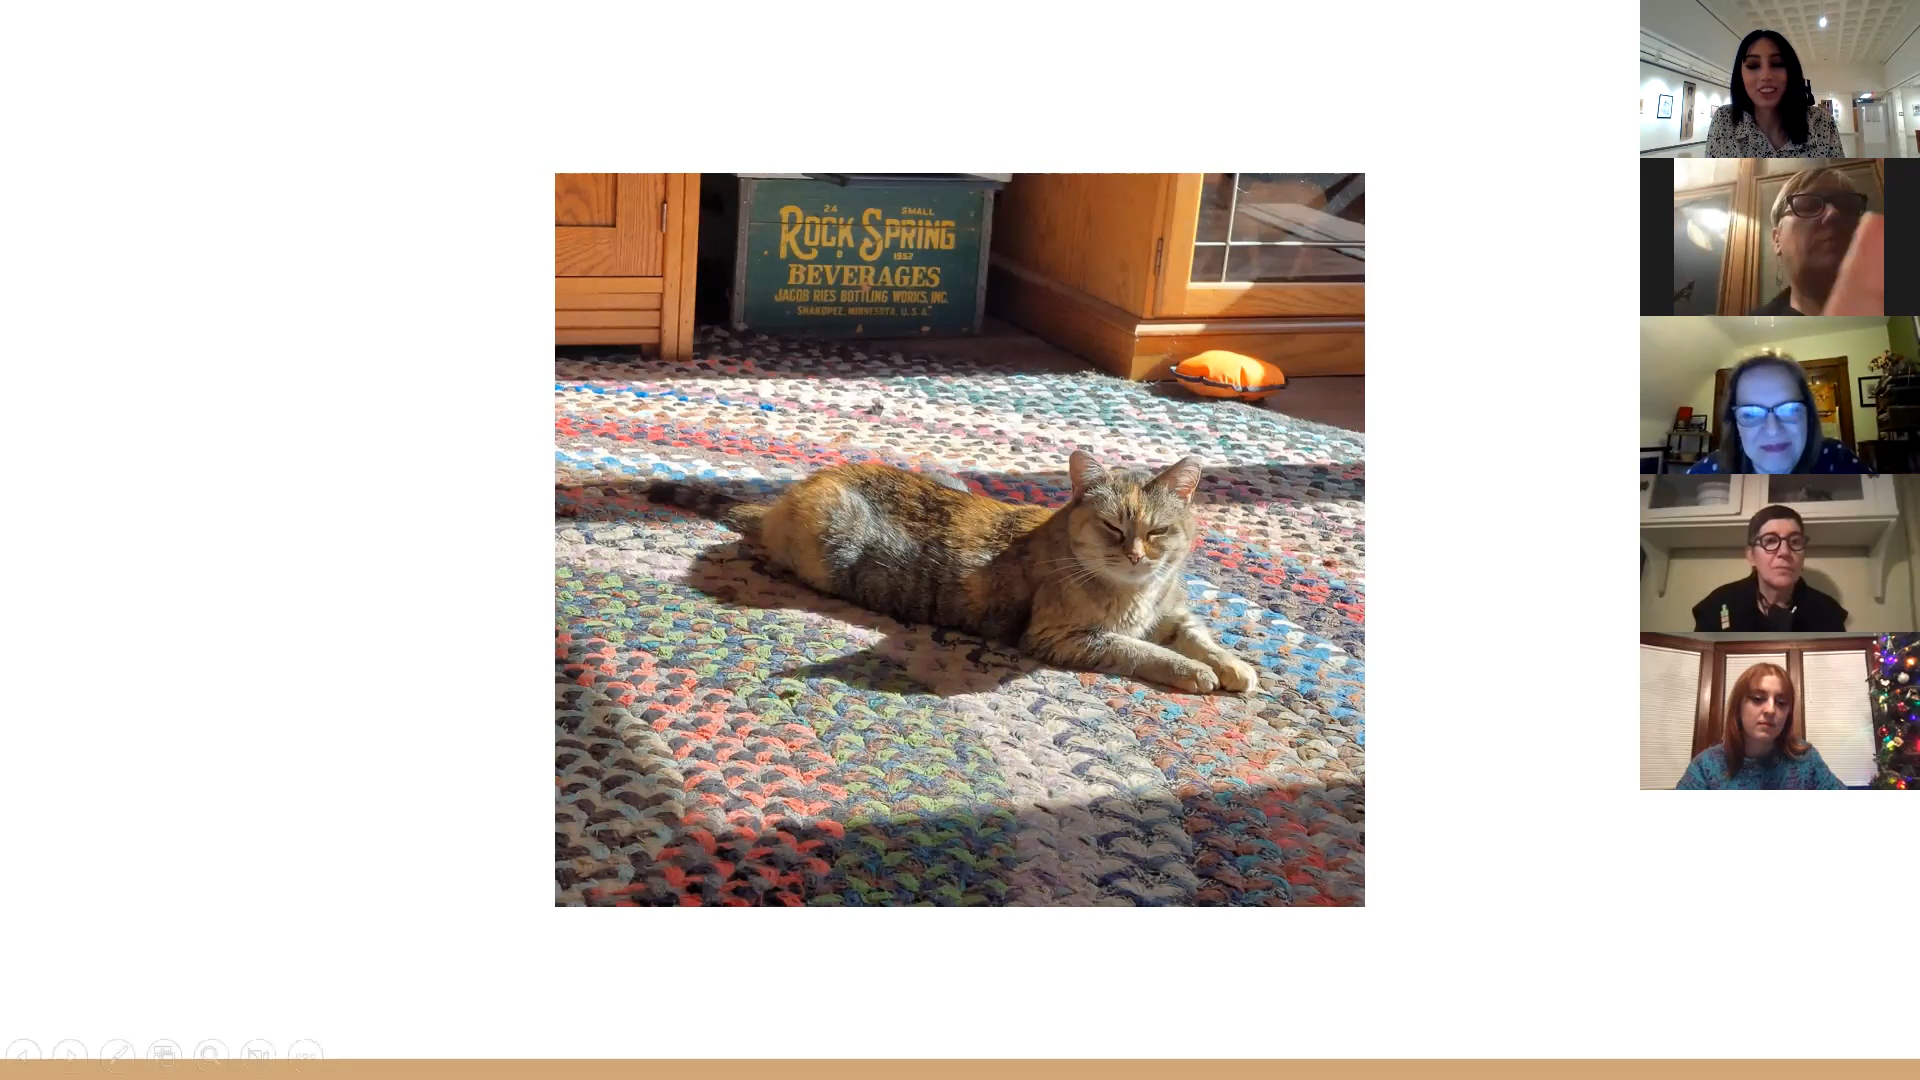 24 SMALL
ROCK SPRING
D 1952
BEVERAGES
JACOB RIES BOTTLING WORKS, INC.
SHAKOPEE, MINNESOTA, U.S.A.